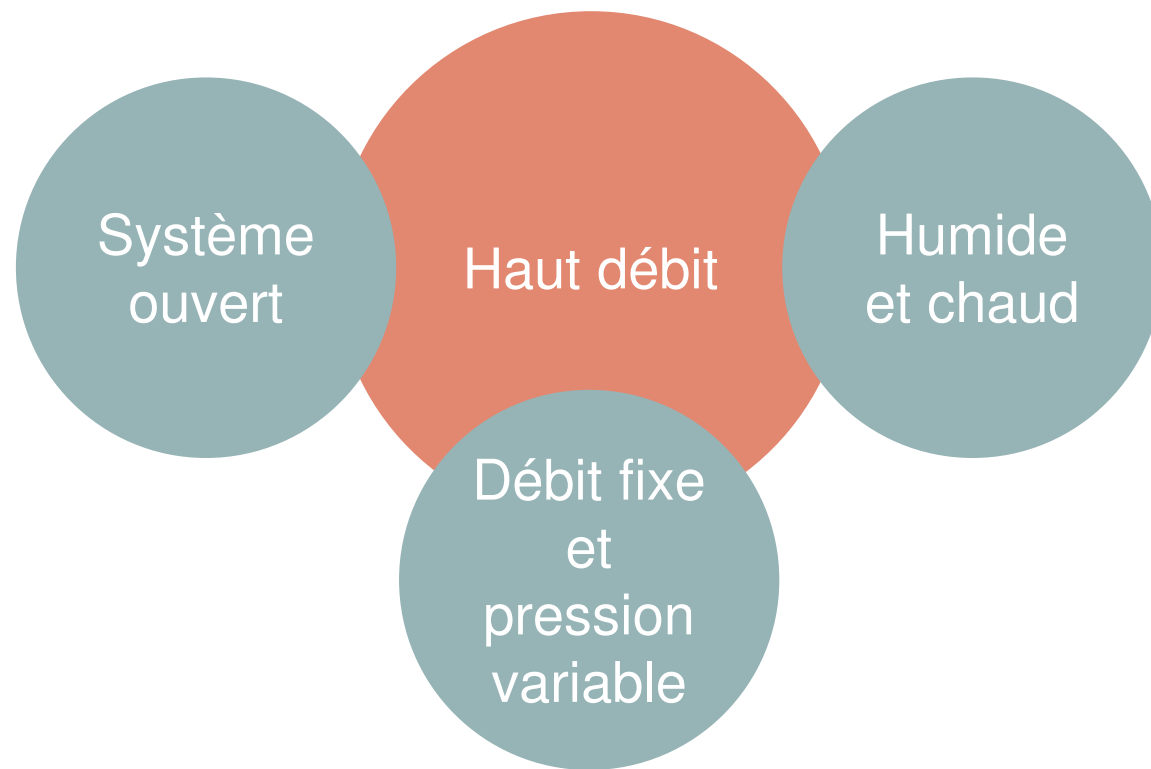 Système
ouvert
Haut débit
Humide
et chaud
Débit fixe
et
pression
variable